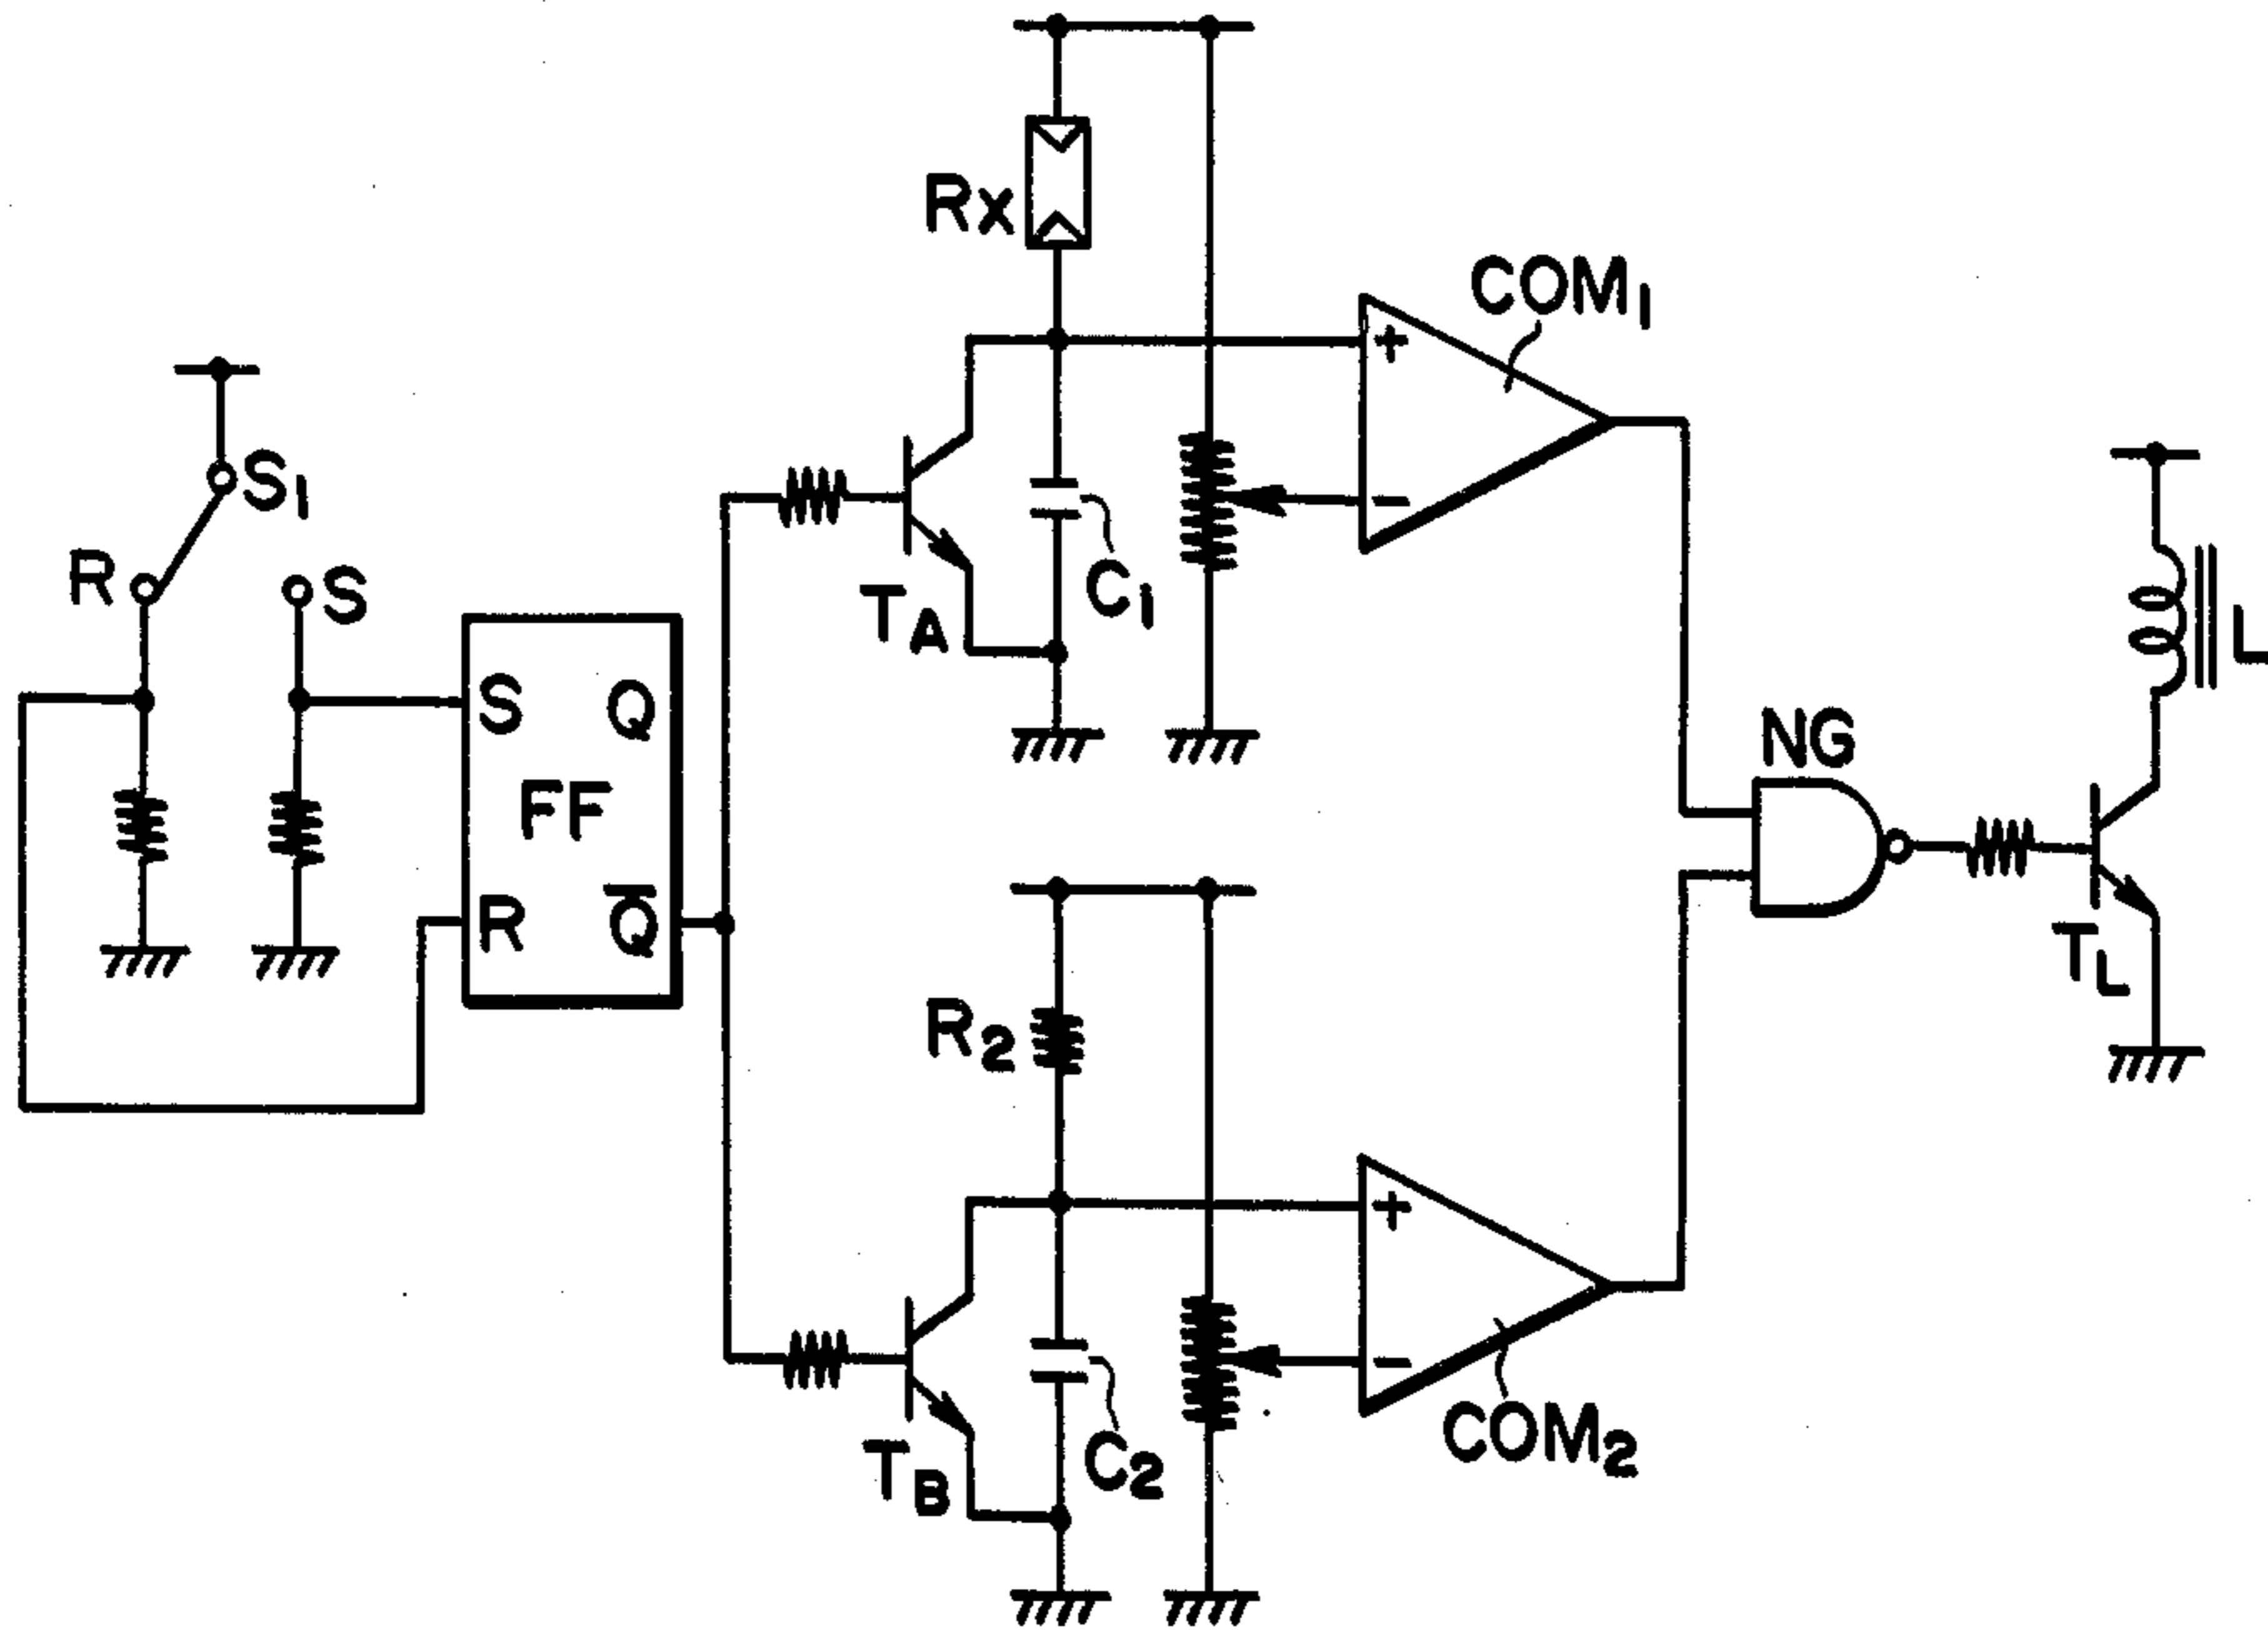 RX
COM1
+
S1
R
S
−
TA
C1
S Q
FF
R Q̅
NG
L
TL
R2
+
−
TB
C2
COM2